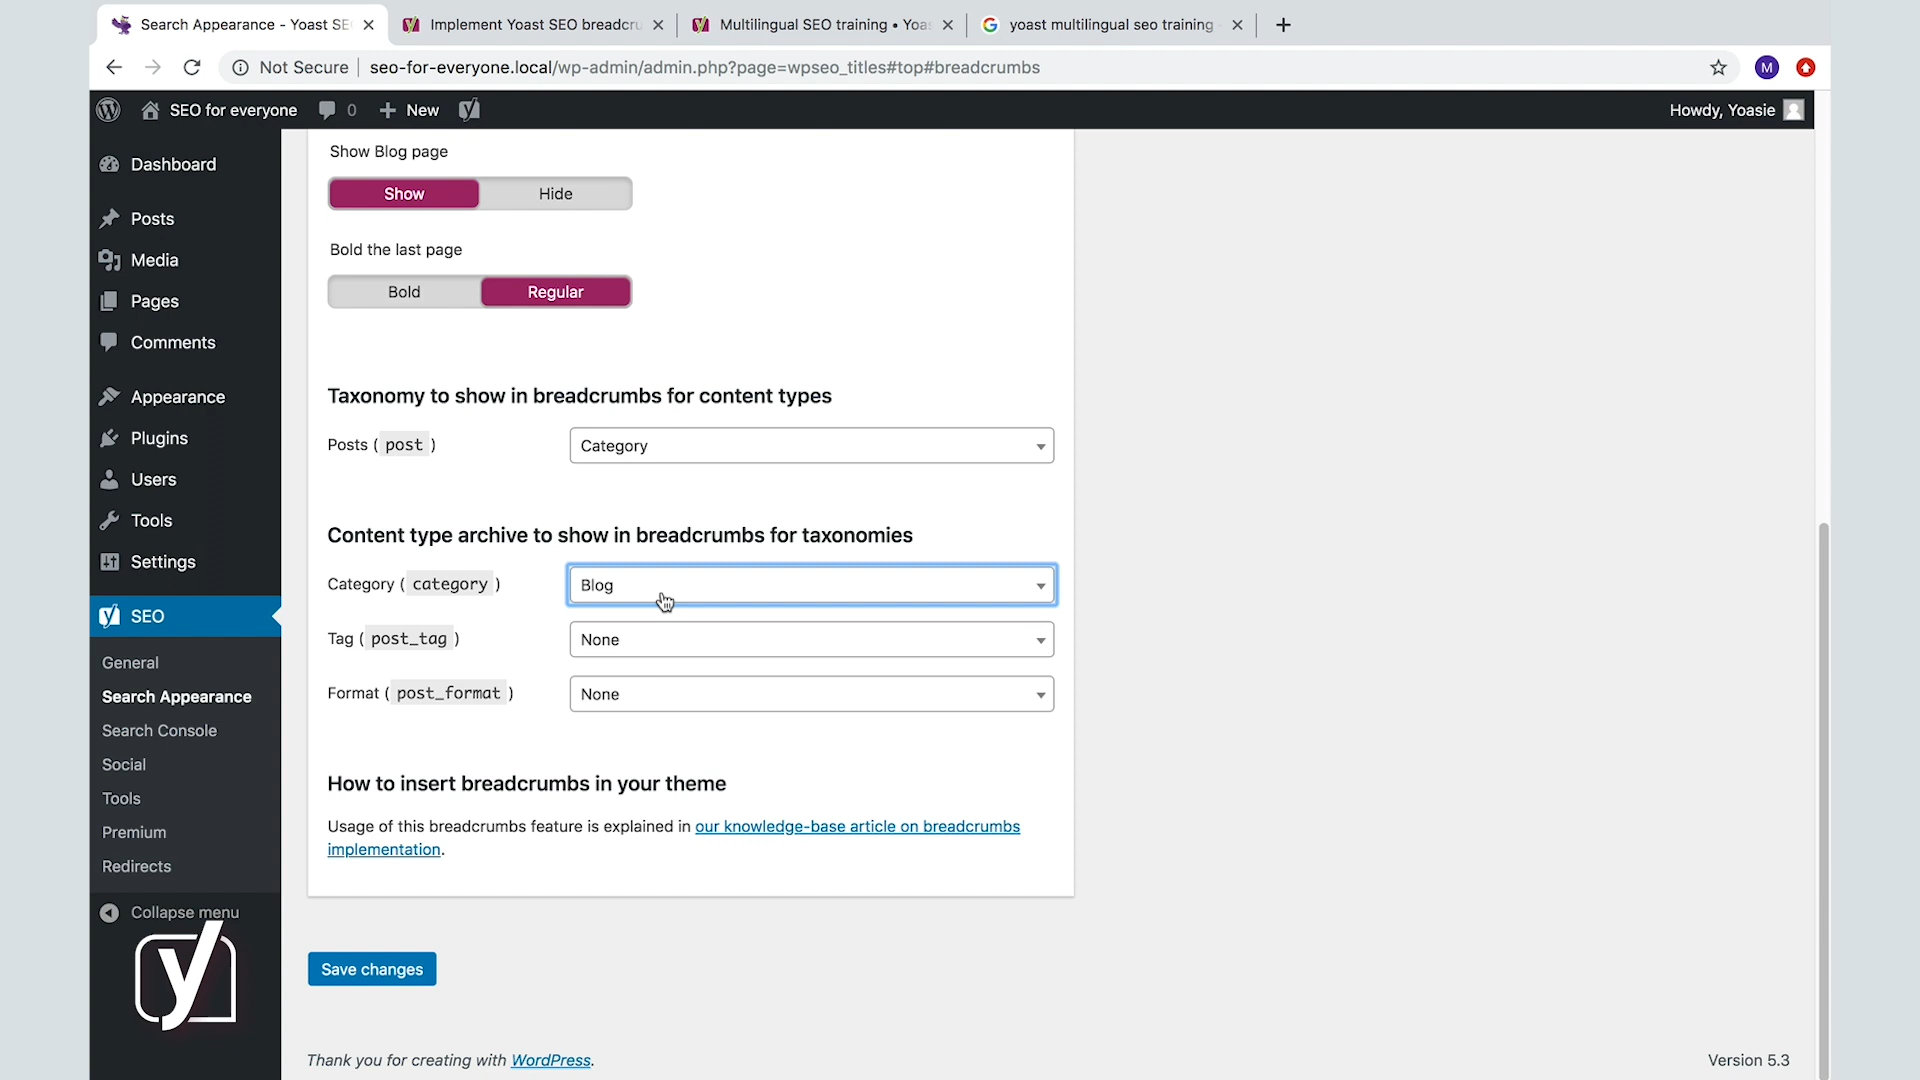 Search Appearance - Yoast SE
Implement Yoast SEO breadcru
Multilingual SEO training • Yoas
yoast multilingual seo training -
Not Secure
seo-for-everyone.local/wp-admin/admin.php?page=wpseo_titles#top#breadcrumbs
M
SEO for everyone
0
New
Howdy, Yoasie
Dashboard
Posts
Media
Pages
Comments
Appearance
Plugins
Users
Tools
Settings
SEO
General
Search Appearance
Search Console
Social
Tools
Premium
Redirects
Collapse menu
y
Show Blog page
Show Hide
Bold the last page
Bold Regular
Taxonomy to show in breadcrumbs for content types
Posts ( post ) Category
Content type archive to show in breadcrumbs for taxonomies
Category ( category ) Blog
Tag ( post_tag ) None
Format ( post_format ) None
How to insert breadcrumbs in your theme
Usage of this breadcrumbs feature is explained in our knowledge-base article on breadcrumbs
implementation.
Save changes
Thank you for creating with WordPress.
Version 5.3